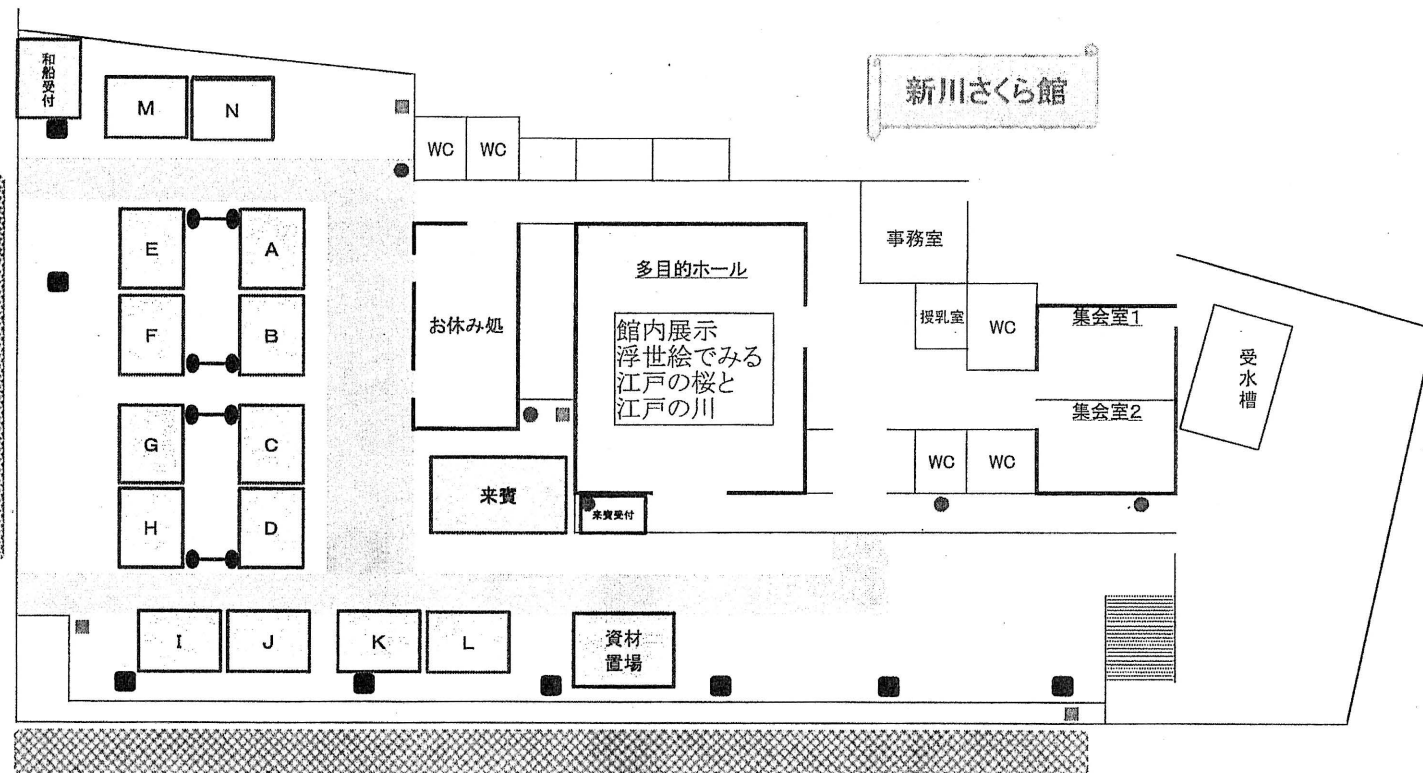 新川さくら館
和船受付
M
N
WC
WC
E
A
F
B
G
C
H
D
お休み処
多目的ホール
館内展示
浮世絵でみる
江戸の桜と
江戸の川
事務室
授乳室
WC
集会室1
集会室2
受水槽
WC
WC
来賓
来賓受付
I
J
K
L
資材
置場